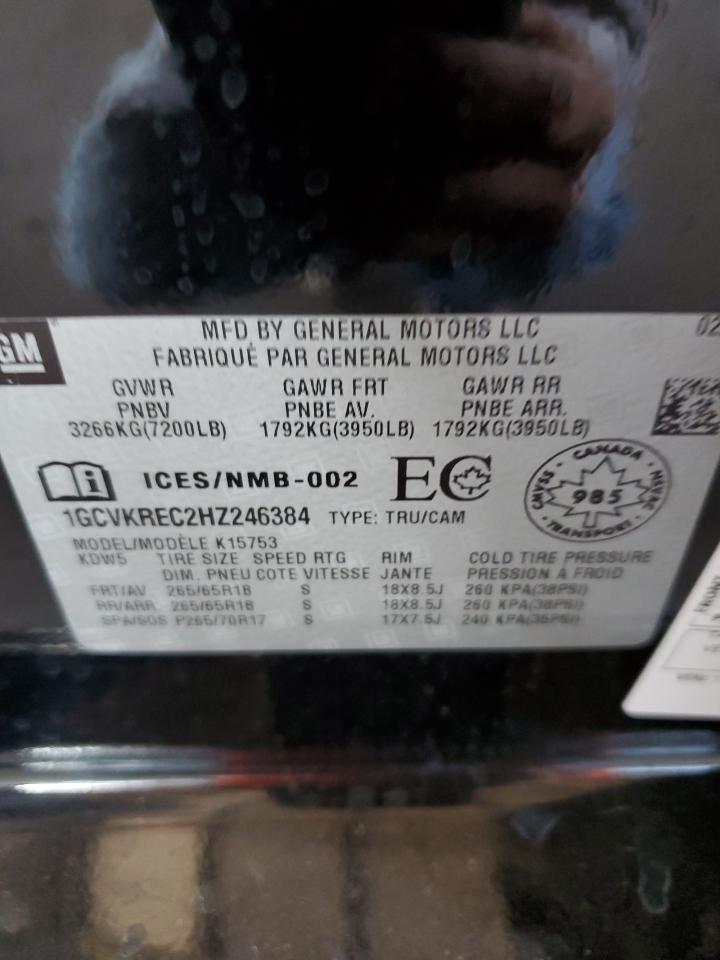 GM
MFD BY GENERAL MOTORS LLC
02
FABRIQUÉ PAR GENERAL MOTORS LLC
GVWR GAWR FRT GAWR RR
PNBV PNBE AV. PNBE ARR.
3266KG(7200LB) 1792KG(3950LB) 1792KG(3950LB)
ICES/NMB-002 EC
CANADA
CMVSS 985 NSVAC
TRANSPORT
1GCVKREC2HZ246384 TYPE: TRU/CAM
MODEL/MODÈLE K15753
KDW5 TIRE SIZE SPEED RTG RIM COLD TIRE PRESSURE
DIM. PNEU COTE VITESSE JANTE PRESSION A FROID
FRT/AV. 265/65R18 S 18X8.5J 260 KPA(38PSI)
RR/ARR. 265/65R18 S 18X8.5J 260 KPA(38PSI)
SPA/SOS P265/70R17 S 17X7.5J 240 KPA(35PSI)